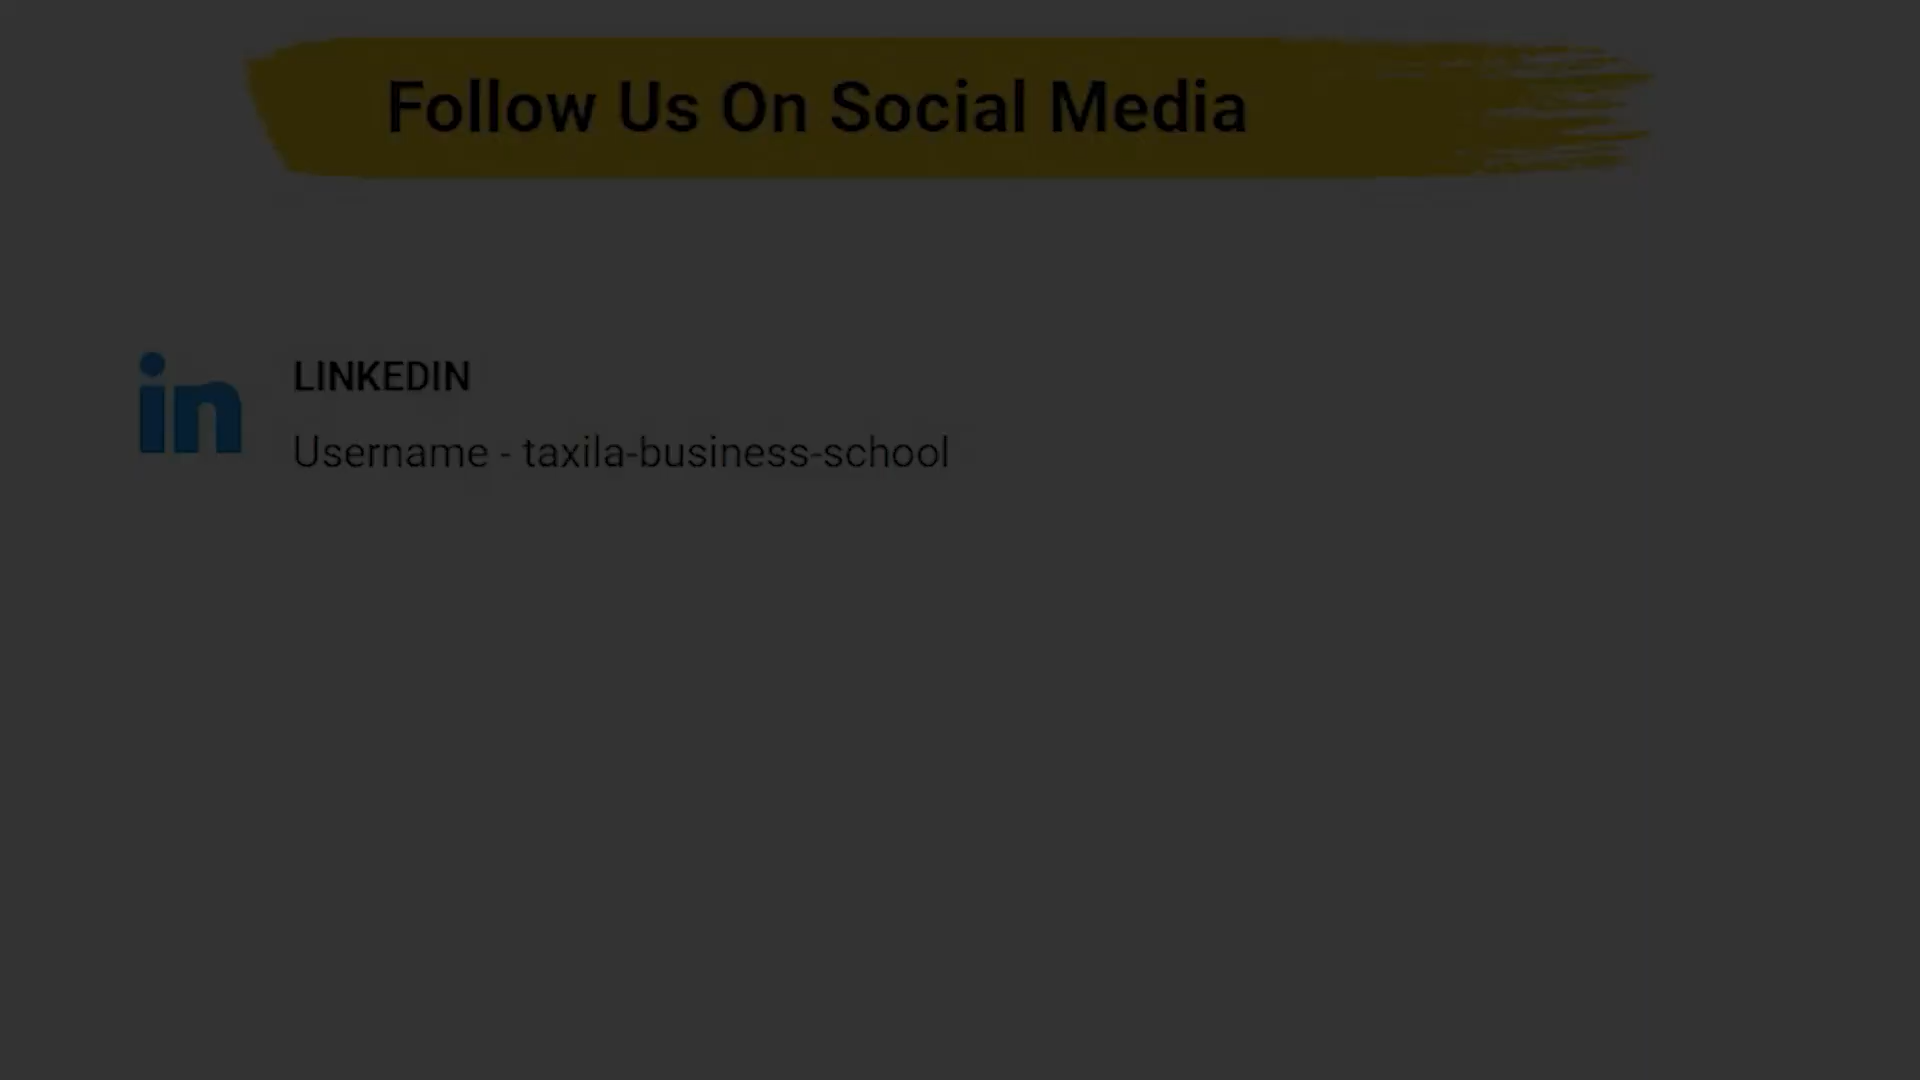 Follow Us On Social Media
in
LINKEDIN
Username - taxila-business-school